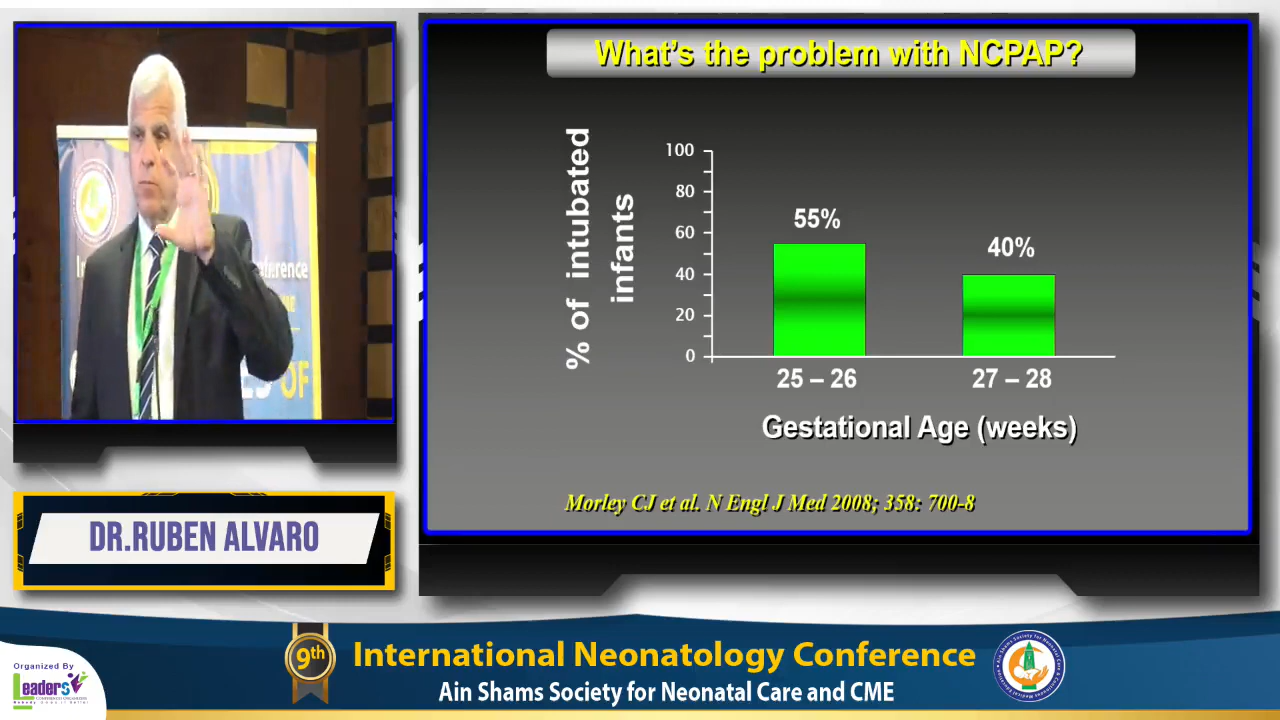 What's the problem with NCPAP?
% of intubated
infants
100
80
60
40
20
0
55%
40%
25 – 26
27 – 28
Gestational Age (weeks)
Morley CJ et al. N Engl J Med 2008; 358: 700-8
DR.RUBEN ALVARO
9th
International Neonatology Conference
Ain Shams Society for Neonatal Care and CME
Organized By
Leaders